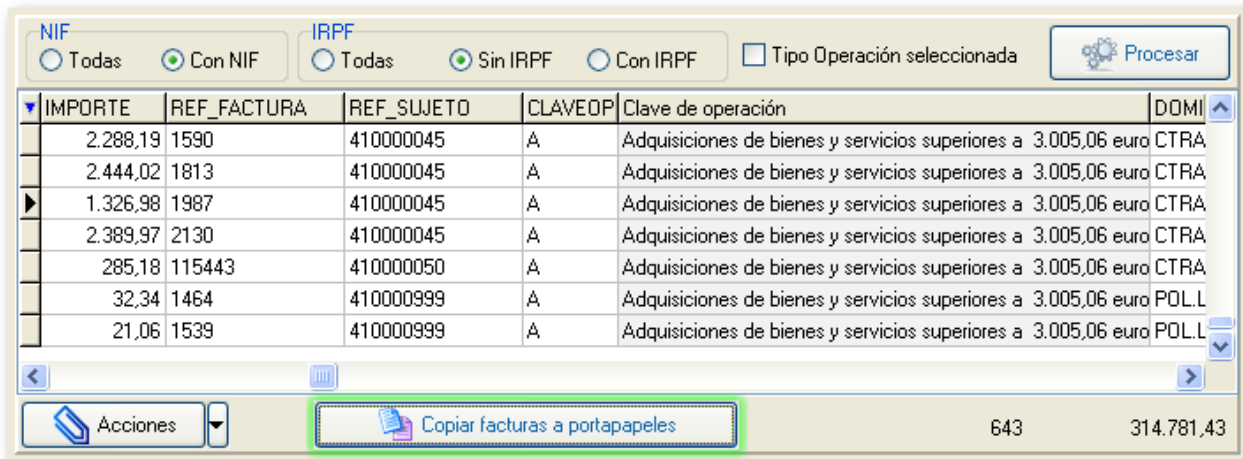 NIF IRPF
Todas Con NIF Todas Sin IRPF Con IRPF Tipo Operación seleccionada Procesar
IMPORTE REF_FACTURA REF_SUJETO CLAVEOP Clave de operación DOMI
2.288,19 1590 410000045 A Adquisiciones de bienes y servicios superiores a 3.005,06 euro CTRA
2.444,02 1813 410000045 A Adquisiciones de bienes y servicios superiores a 3.005,06 euro CTRA
1.326,98 1987 410000045 A Adquisiciones de bienes y servicios superiores a 3.005,06 euro CTRA
2.389,97 2130 410000045 A Adquisiciones de bienes y servicios superiores a 3.005,06 euro CTRA
285,18 115443 410000050 A Adquisiciones de bienes y servicios superiores a 3.005,06 euro CTRA
32,34 1464 410000999 A Adquisiciones de bienes y servicios superiores a 3.005,06 euro POL.L
21,06 1539 410000999 A Adquisiciones de bienes y servicios superiores a 3.005,06 euro POL.L
Acciones Copiar facturas a portapapeles 643 314.781,43